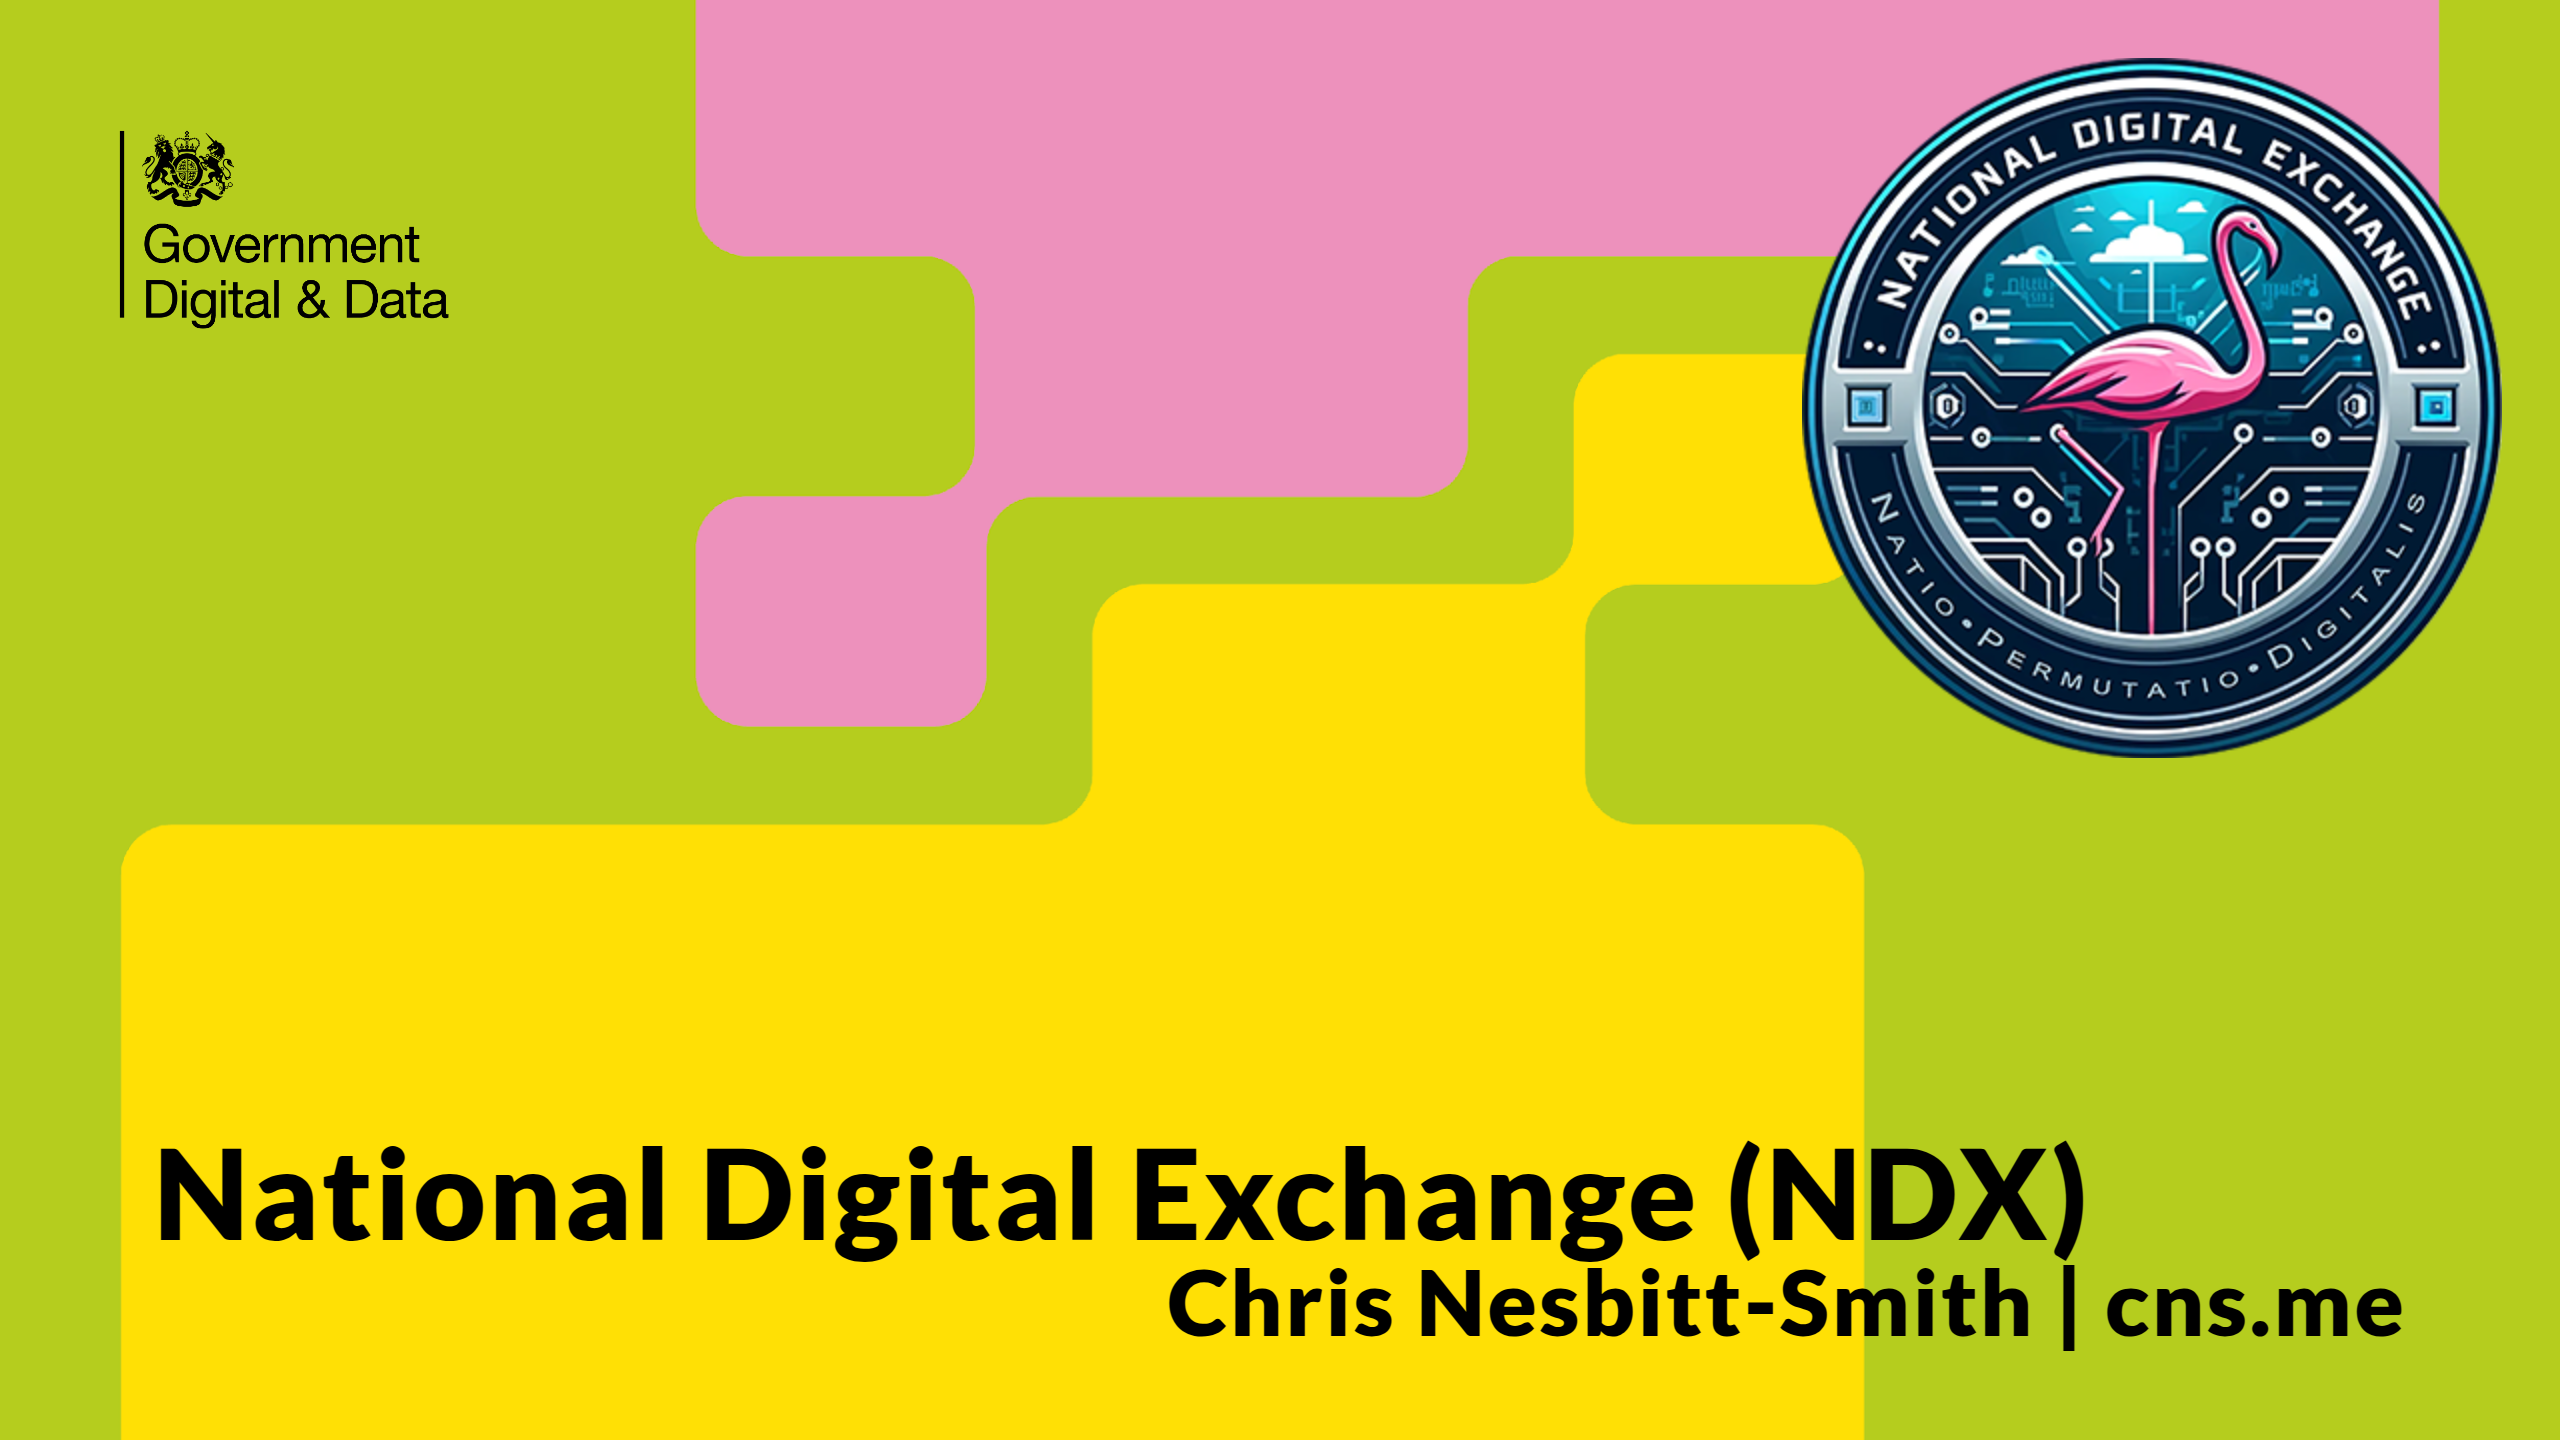 Government
Digital & Data
NATIONAL DIGITAL EXCHANGE
NATIO • PERMUTATIO • DIGITALIS
National Digital Exchange (NDX)
Chris Nesbitt-Smith | cns.me